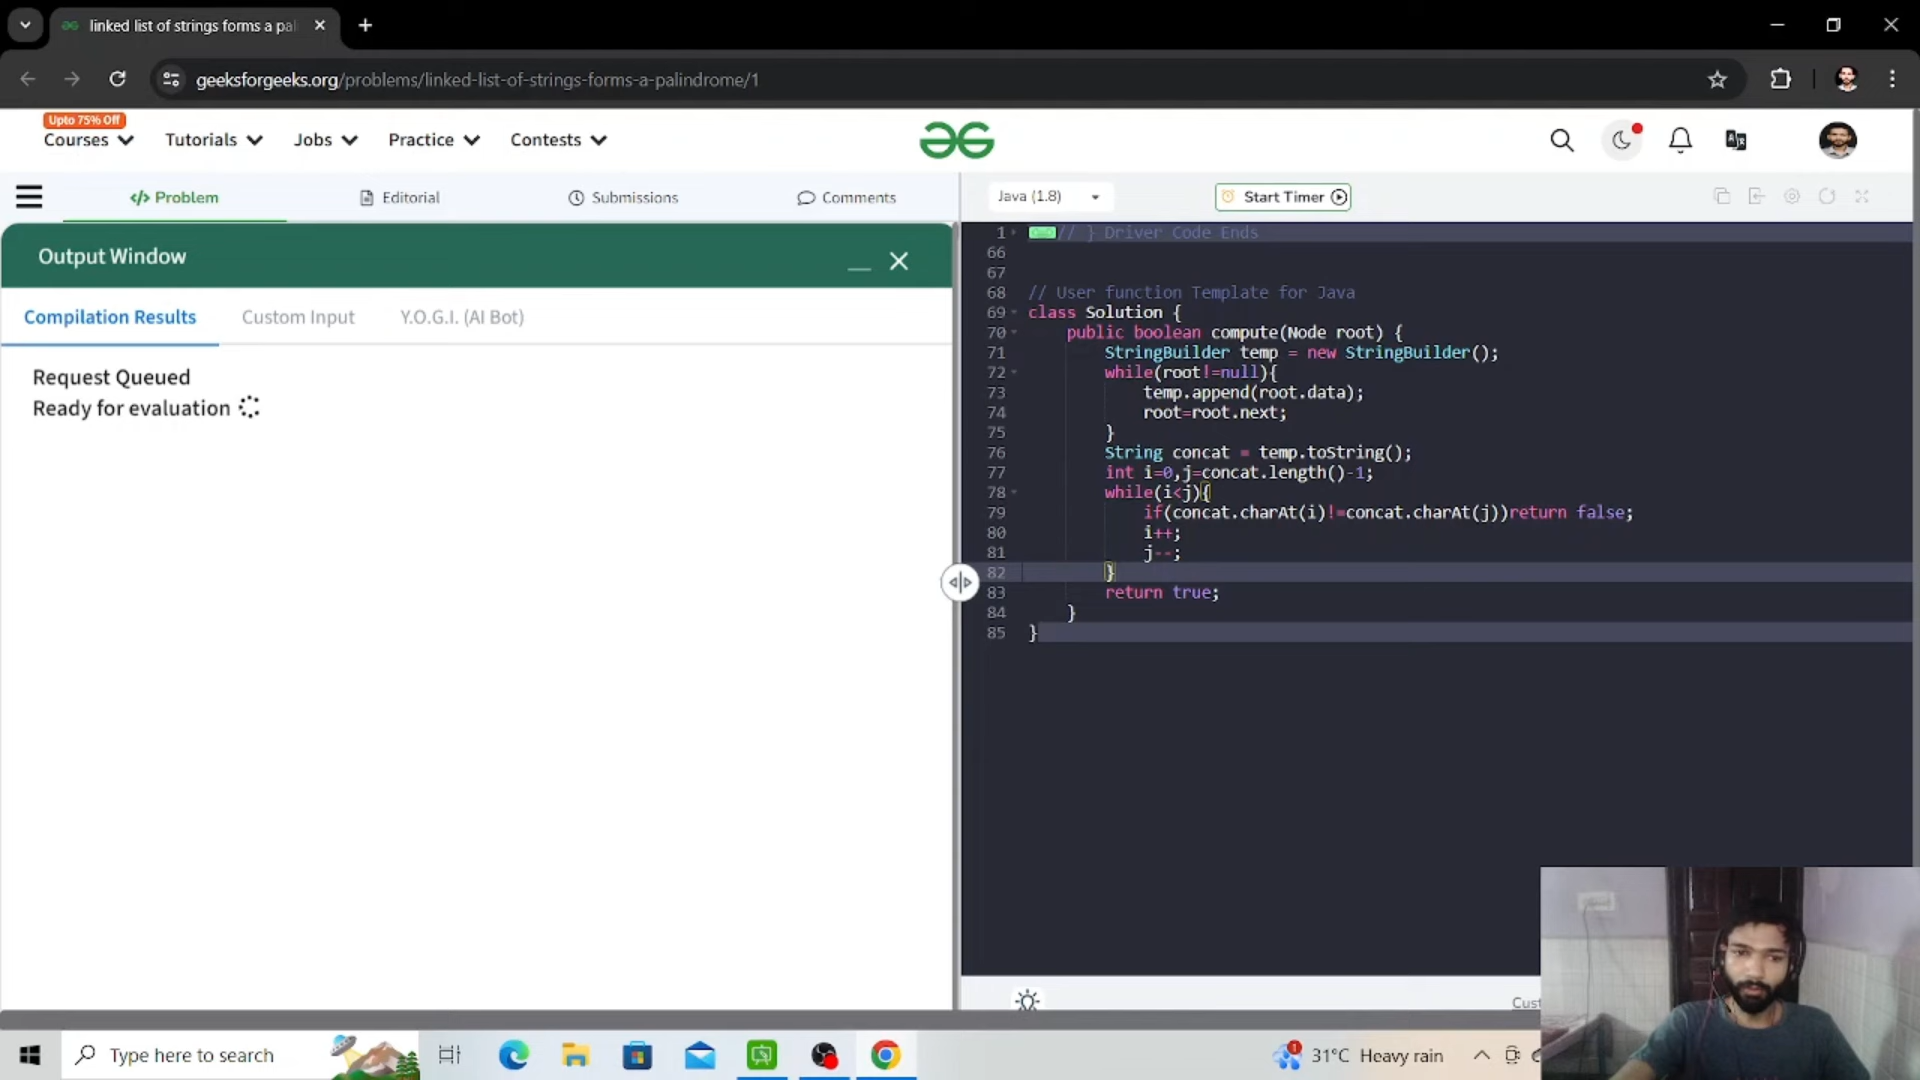 linked list of strings forms a pal
geeksforgeeks.org/problems/linked-list-of-strings-forms-a-palindrome/1
Upto 75% Off
Courses
Tutorials
Jobs
Practice
Contests
</> Problem
Editorial
Submissions
Comments
Java (1.8)
Start Timer
Output Window
Compilation Results
Custom Input
Y.O.G.I. (AI Bot)
Request Queued
Ready for evaluation
1 // } Driver Code Ends
66
67
68 // User function Template for Java
69 class Solution {
70 public boolean compute(Node root) {
71 StringBuilder temp = new StringBuilder();
72 while(root!=null){
73 temp.append(root.data);
74 root=root.next;
75 }
76 String concat = temp.toString();
77 int i=0,j=concat.length()-1;
78 while(i<j){
79 if(concat.charAt(i)!=concat.charAt(j))return false;
80 i++;
81 j--;
82 }
83 return true;
84 }
85 }
Cust
Type here to search
1
31°C Heavy rain